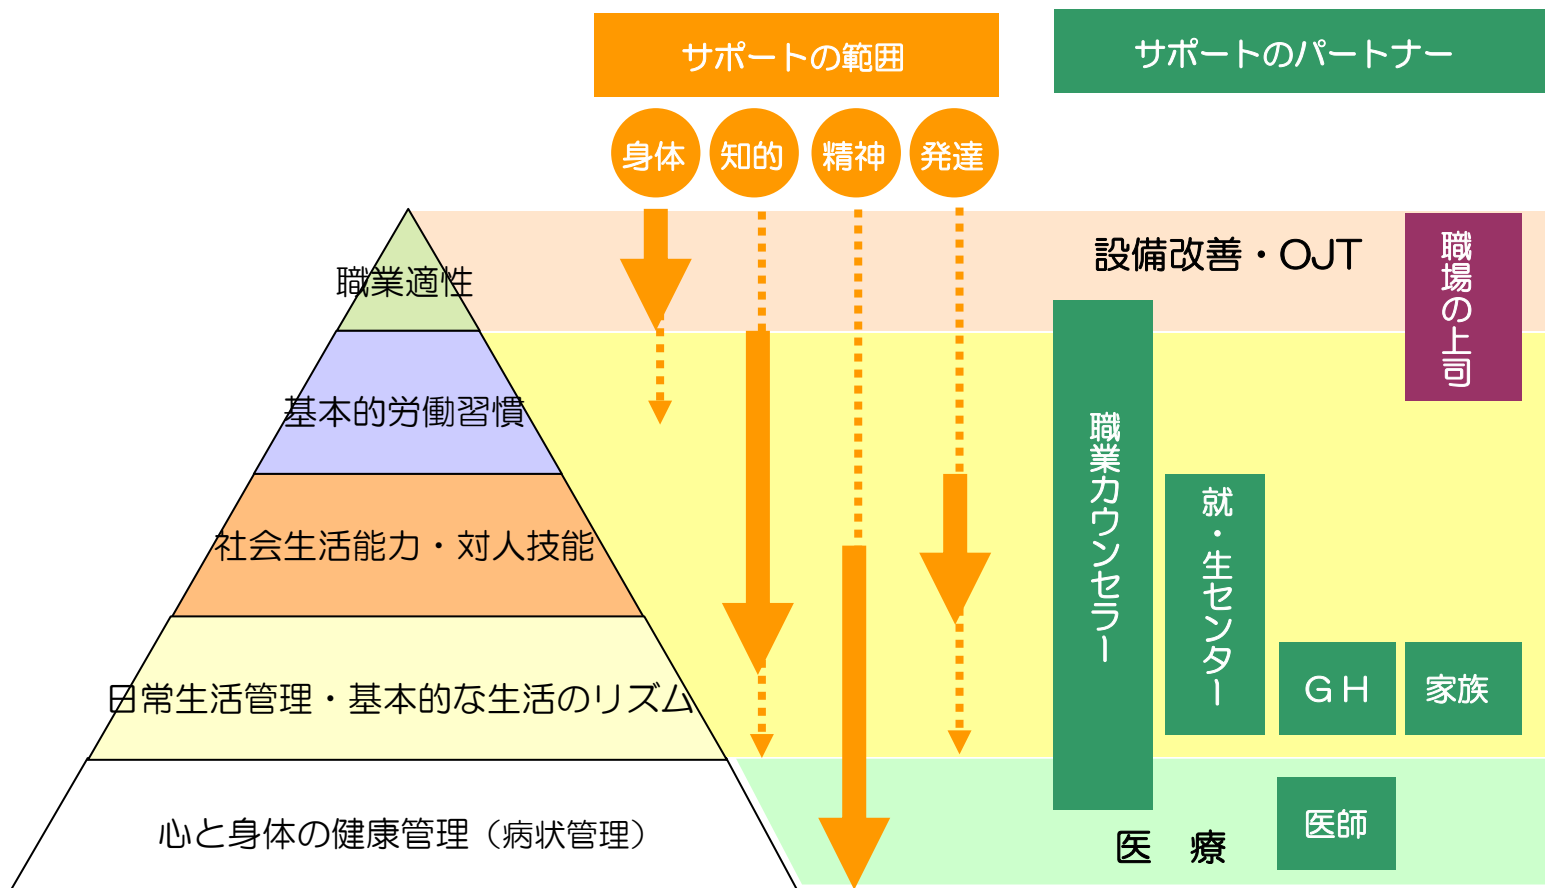 サポートの範囲
サポートのパートナー
身体
知的
精神
発達
設備改善・OJT
職場の上司
職業適性
基本的労働習慣
職業カウンセラー
就・生センター
社会生活能力・対人技能
日常生活管理・基本的な生活のリズム
ＧＨ
家族
心と身体の健康管理（病状管理）
医　療
医師